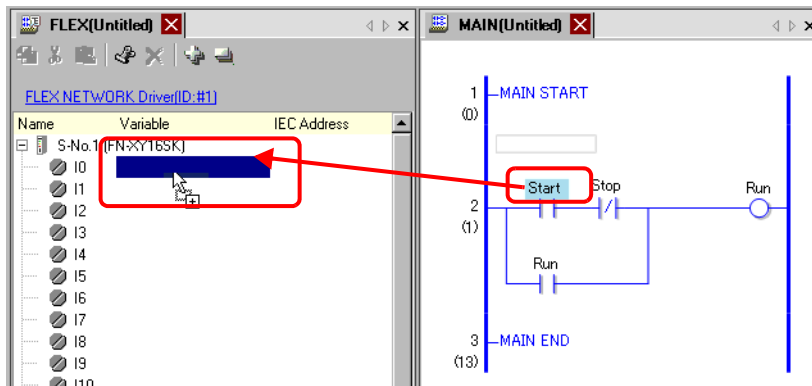 FLEX(Untitled)
FLEX NETWORK Driver(ID:#1)
Name Variable IEC Address
S-No.1 (FN-XY16SK)
I0
I1
I2
I3
I4
I5
I6
I7
I8
I9
I10
MAIN(Untitled)
1 MAIN START
(0)
Start Stop Run
2
(1)
Run
3 MAIN END
(13)